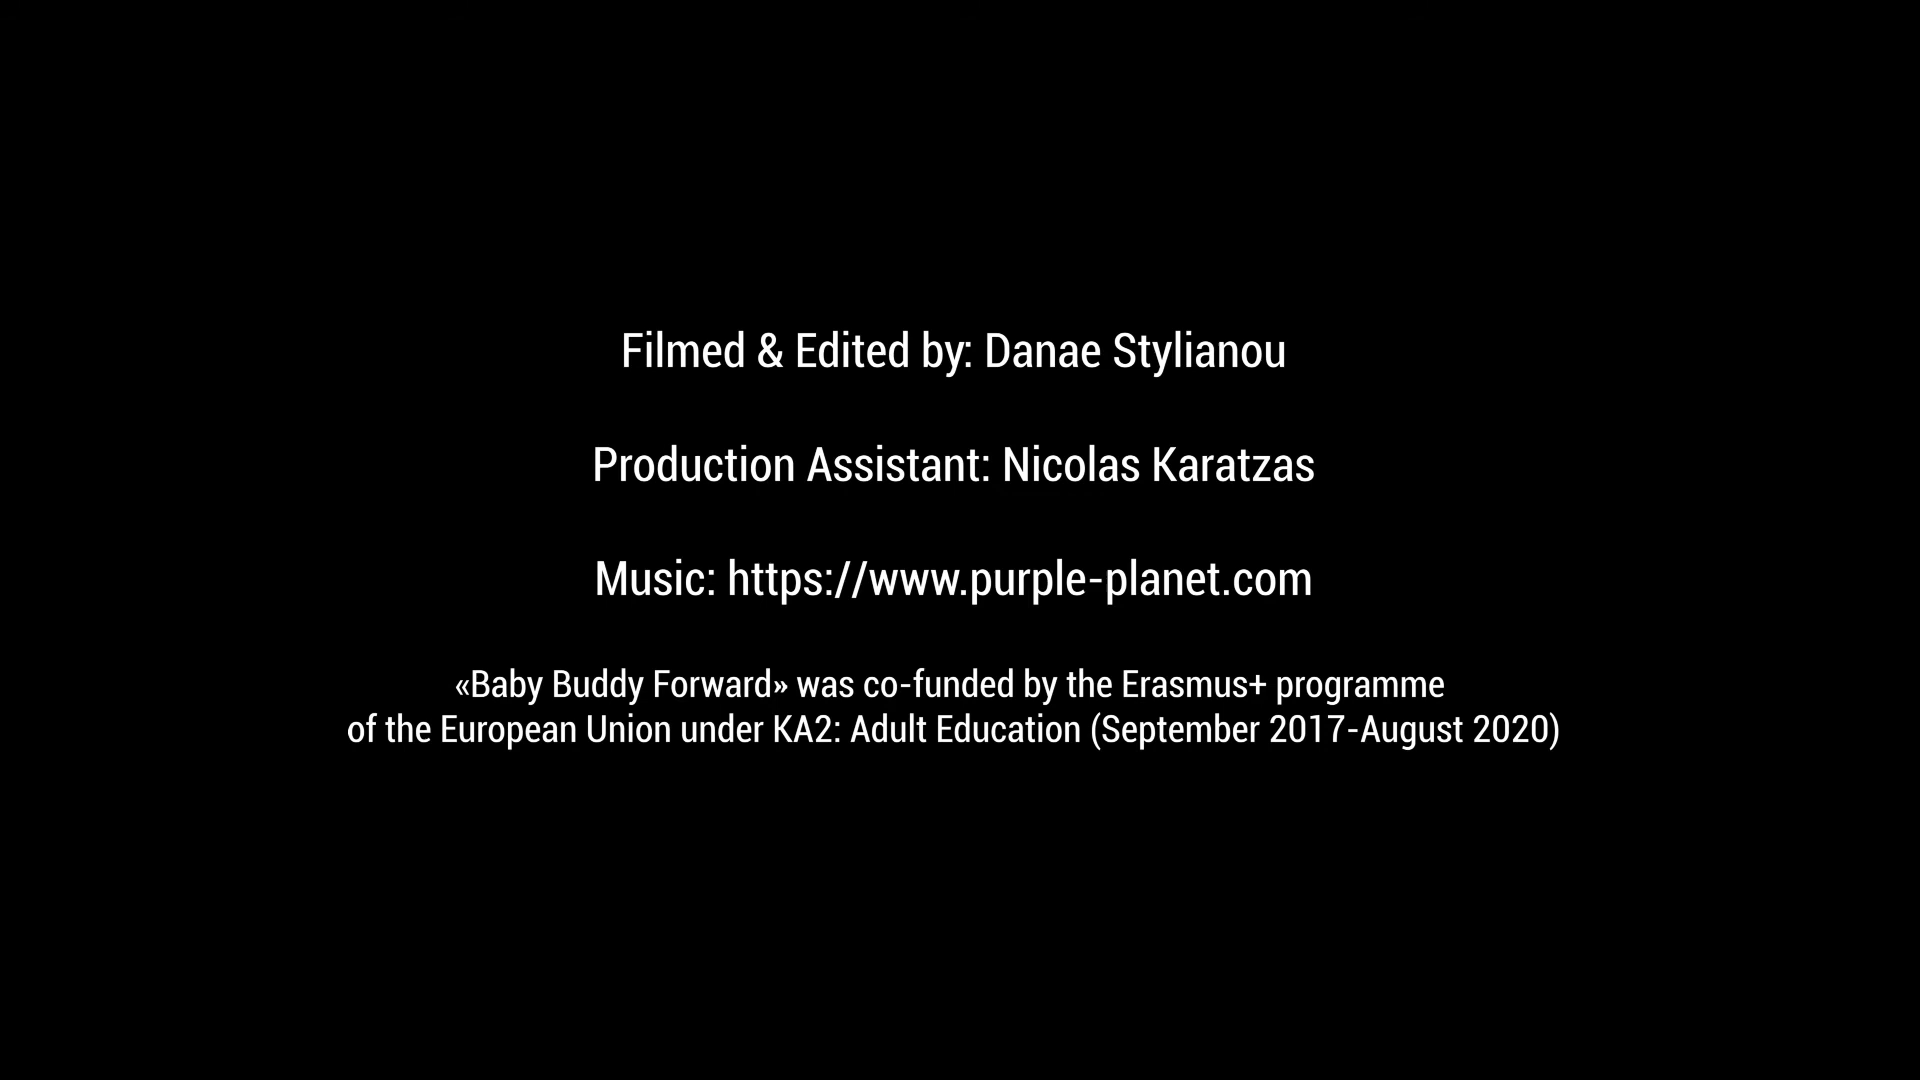 Filmed & Edited by: Danae Stylianou
Production Assistant: Nicolas Karatzas
Music: https://www.purple-planet.com
«Baby Buddy Forward» was co-funded by the Erasmus+ programme
of the European Union under KA2: Adult Education (September 2017-August 2020)